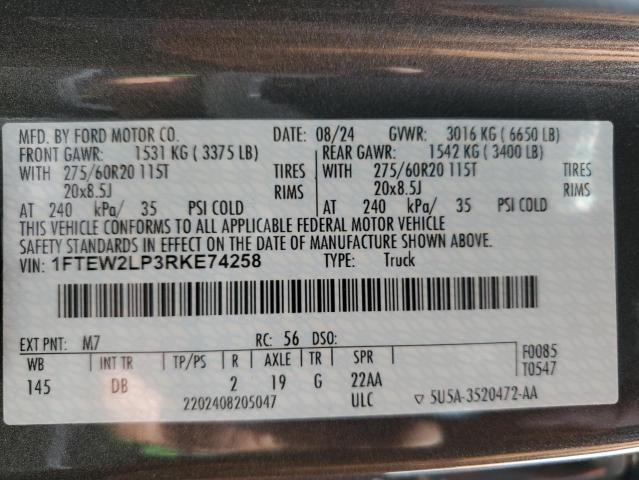 MFD. BY FORD MOTOR CO. DATE: 08/24 GVWR: 3016 KG ( 6650 LB)
FRONT GAWR: 1531 KG ( 3375 LB) REAR GAWR: 1542 KG ( 3400 LB)
WITH 275/60R20 115T TIRES WITH 275/60R20 115T TIRES
20x8.5J RIMS 20x8.5J RIMS
AT 240 kPa/ 35 PSI COLD AT 240 kPa/ 35 PSI COLD
THIS VEHICLE CONFORMS TO ALL APPLICABLE FEDERAL MOTOR VEHICLE
SAFETY STANDARDS IN EFFECT ON THE DATE OF MANUFACTURE SHOWN ABOVE.
VIN: 1FTEW2LP3RKE74258 TYPE: Truck
EXT PNT: M7 RC: 56 DSO:
WB INT TR TP/PS R AXLE TR SPR F0085
145 DB 2 19 G 22AA T0547
2202408205047 ULC ▽ 5U5A-3520472-AA